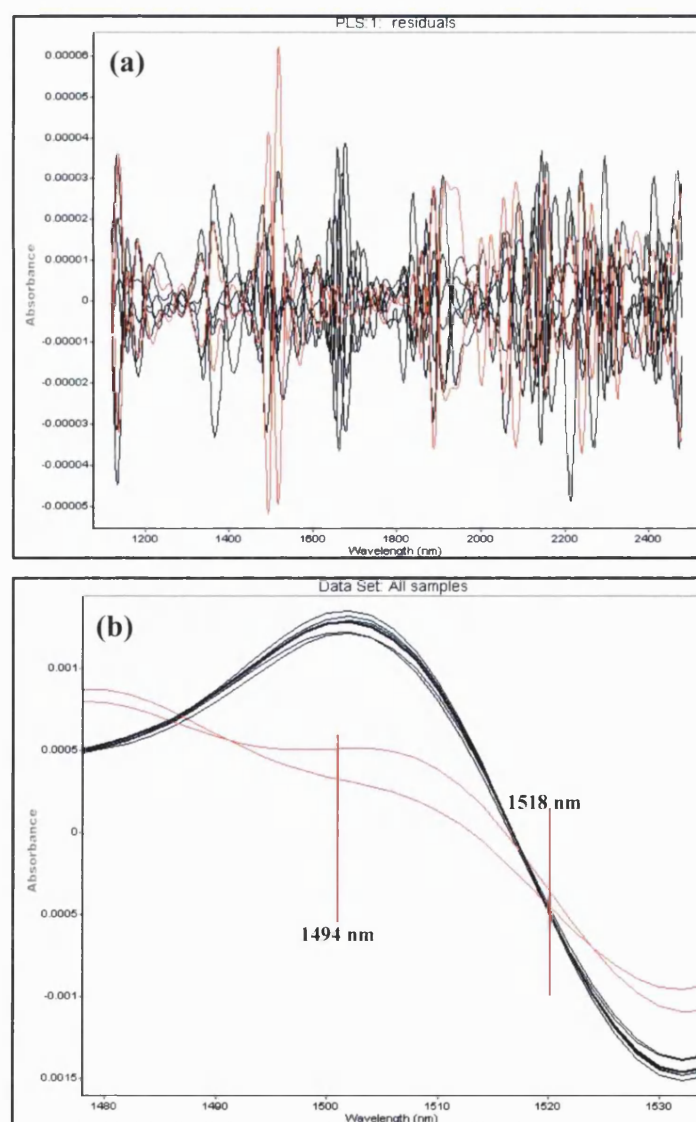 PLS:1: residuals
(a)
0.00006
0.00005
0.00004
0.00003
0.00002
0.00001
0
-0.00001
-0.00002
-0.00003
-0.00004
-0.00005
Absorbance
1200 1400 1600 1800 2000 2200 2400
Wavelength (nm)
Data Set: All samples
(b)
0.001
0.0005
0
0.0005
-0.001
0.0015
Absorbance
1518 nm
1494 nm
1480 1490 1500 1510 1520 1530
Wavelength (nm)